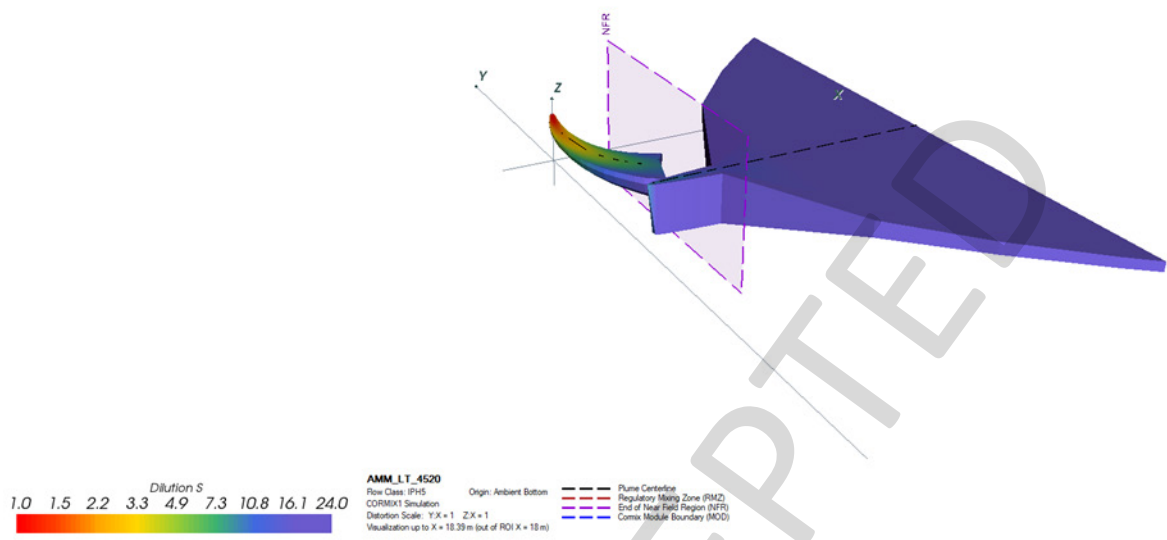 NFR
Y
Z
X
Dilution S
1.0 1.5 2.2 3.3 4.9 7.3 10.8 16.1 24.0
AMM_LT_4520
Flow Class: IPH5 Origin: Ambient Bottom
CORMIX1 Simulation
Distortion Scale: Y:X = 1 Z:X = 1
Visualization up to X = 18.39 m (out of ROI X = 18 m)
Plume Centerline
Regulatory Mixing Zone (RMZ)
End of Near Field Region (NFR)
Cormix Module Boundary (MOD)
EPTED